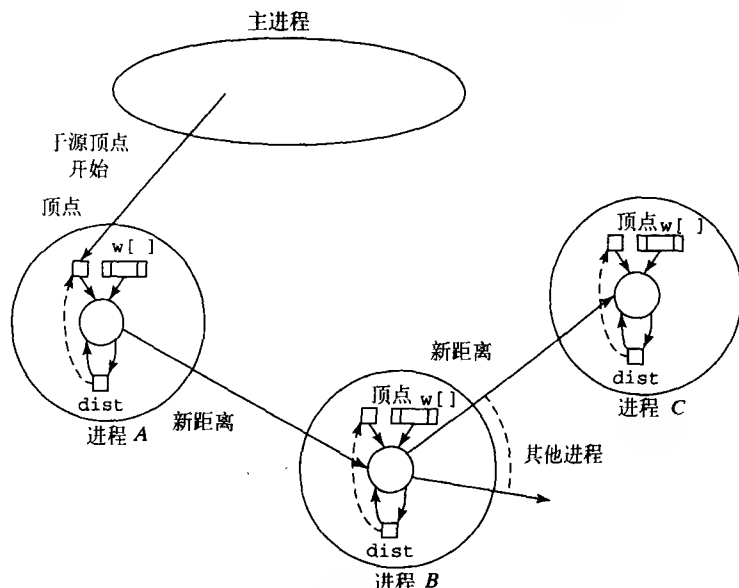 主进程
于源顶点
开始
顶点
w[ ]
dist
进程 A
新距离
顶点 w[]
dist
进程 B
新距离
其他进程
顶点 w[ ]
dist
进程 C